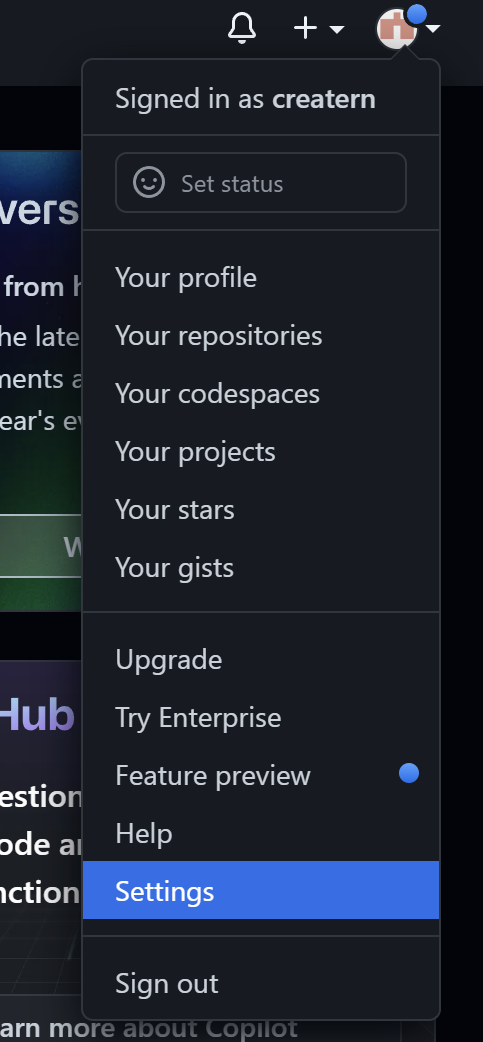 Signed in as creatern
Set status
Your profile
Your repositories
Your codespaces
Your projects
Your stars
Your gists
Upgrade
Try Enterprise
Feature preview
Help
Settings
Sign out
vers
from h
he late
ments a
ear's ev
W
Hub
estion
ode an
nction
arn more about Copilot